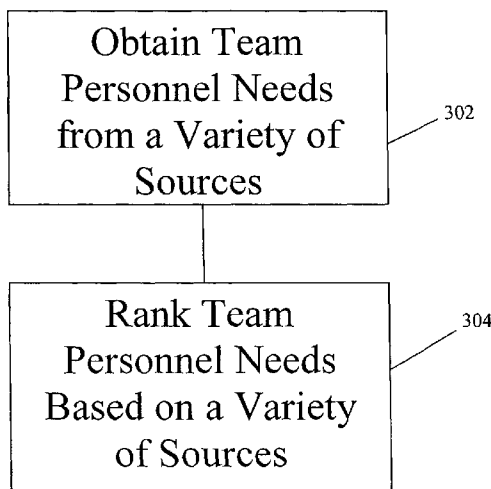 Obtain Team
Personnel Needs
from a Variety of
Sources
302
Rank Team
Personnel Needs
Based on a Variety
of Sources
304